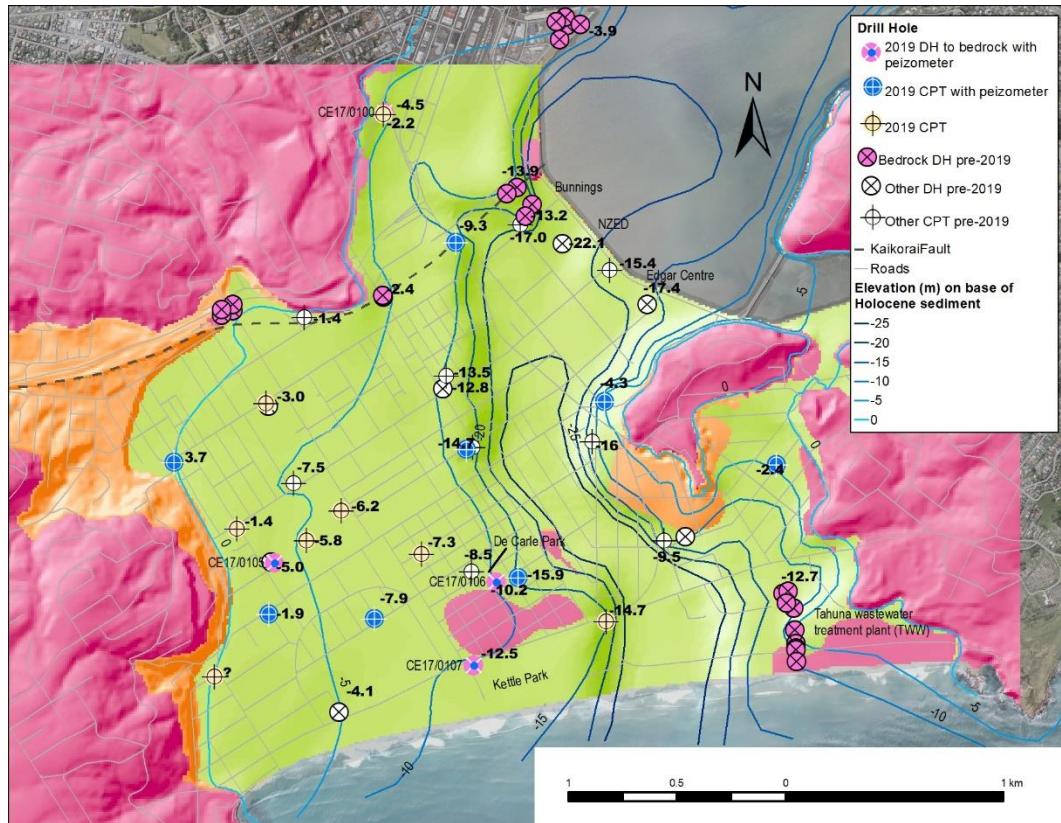 -3.9
-4.5
CE17/0100
-2.2
-13.9
Bunnings
-13.2
-17.0
NZED
-9.3
-22.1
-15.4
Edgar Centre
-17.4
2.4
-1.4
-5
0
-13.5
-12.8
-3.0
-4.3
0
0
-14.7
-20
-25
-16
-2.4
3.7
-7.5
-6.2
-1.4
-5.8
0
De Carle Park
-9.5
CE17/0105
-5.0
-7.3
-8.5
CE17/0106
-10.2
-15.9
-12.7
-1.9
-7.9
-14.7
Tahuna wastewater
treatment plant (TWW)
?
CE17/0107
-12.5
Kettle Park
-5
-4.1
-10
-15
-10
-5
N
Drill Hole
2019 DH to bedrock with
peizometer
2019 CPT with peizometer
2019 CPT
Bedrock DH pre-2019
Other DH pre-2019
Other CPT pre-2019
KaikoraiFault
Roads
Elevation (m) on base of
Holocene sediment
-25
-20
-15
-10
-5
0
1 0.5 0 1 km